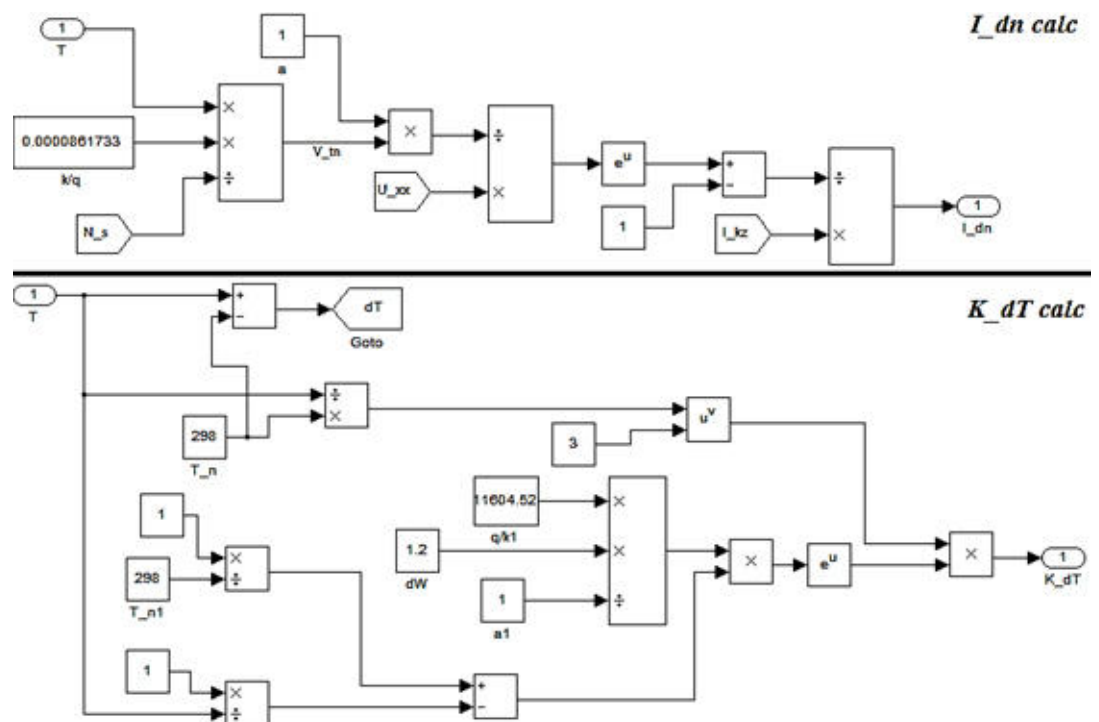 I_dn calc
1
T
1
a
×
×
÷
0.0000861733
k/q
V_tn
×
÷
×
U_xx
N_s
e^u
+
−
1
I_kz
÷
×
1
I_dn
K_dT calc
1
T
+
−
dT
Goto
÷
×
298
T_n
3
u^v
1
×
÷
298
T_n1
11604.52
q/k1
×
×
÷
1.2
dW
1
a1
×
e^u
×
1
K_dT
1
×
÷
+
−